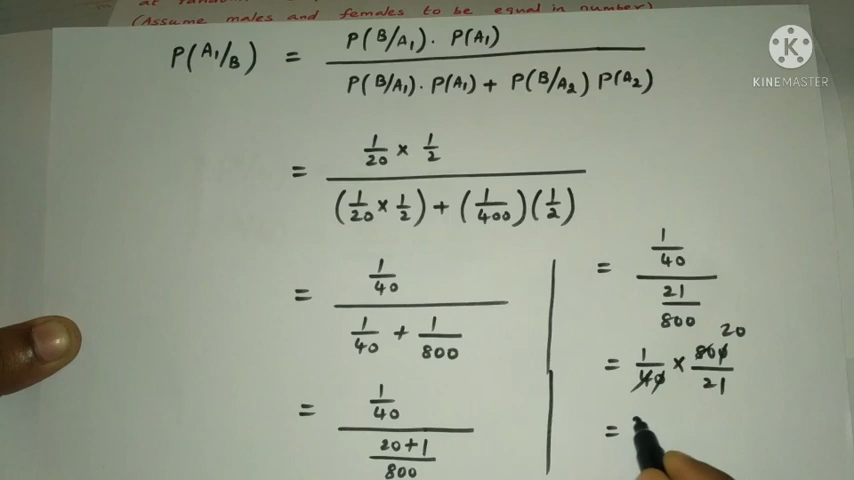 at random
(Assume males and females to be equal in number)
P(A₁/B) = P(B/A₁) · P(A₁) / P(B/A₁) · P(A₁) + P(B/A₂) P(A₂)
K
KINEMASTER
= 1/20 × 1/2 / (1/20 × 1/2) + (1/400)(1/2)
= 1/40 / 1/40 + 1/800
= 1/40 / 20+1/800
= 1/40 / 21/800
20
= 1/40 × 800/21
=